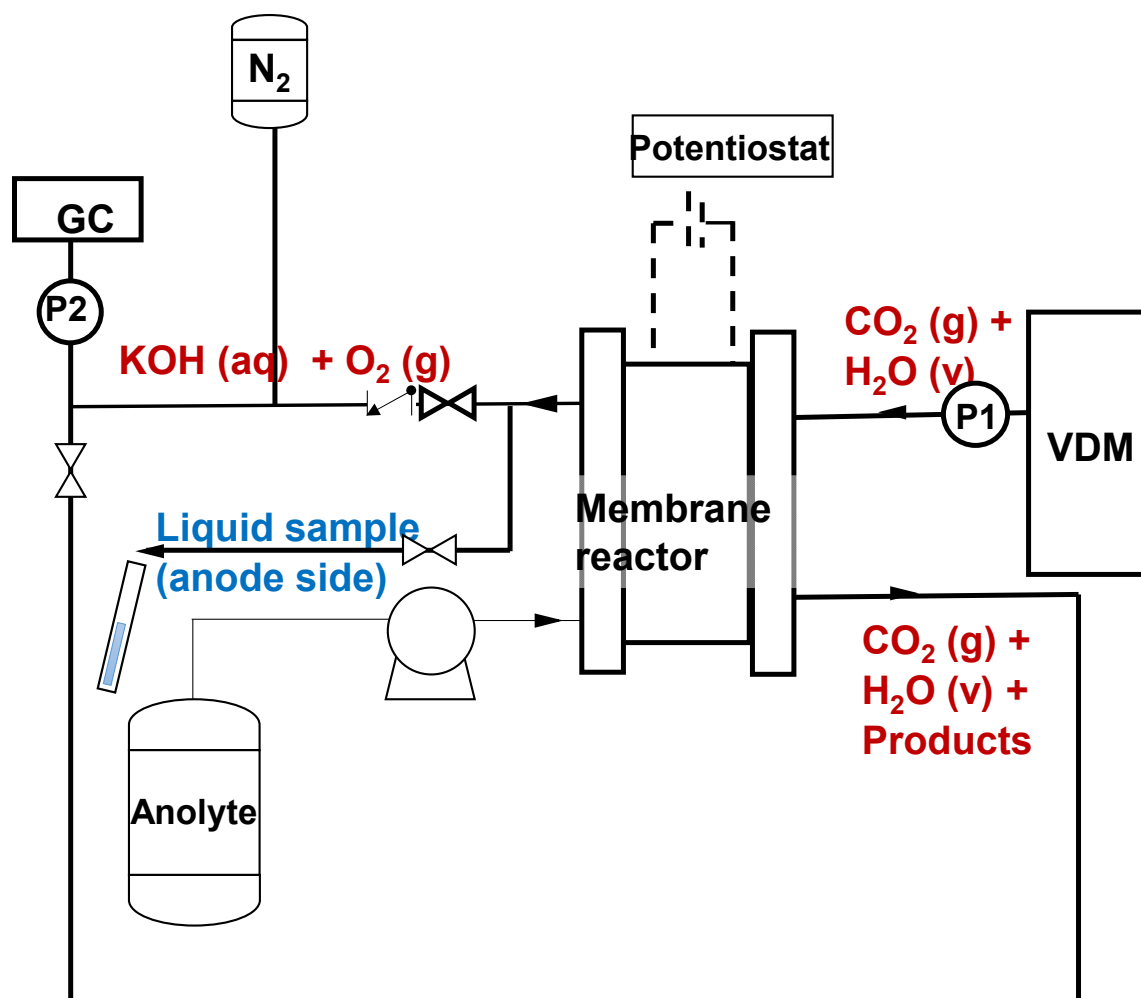 N₂
Potentiostat
GC
P2
KOH (aq) + O₂ (g)
CO₂ (g) +
H₂O (v)
P1
VDM
Membrane
reactor
Liquid sample
(anode side)
CO₂ (g) +
H₂O (v) +
Products
Anolyte